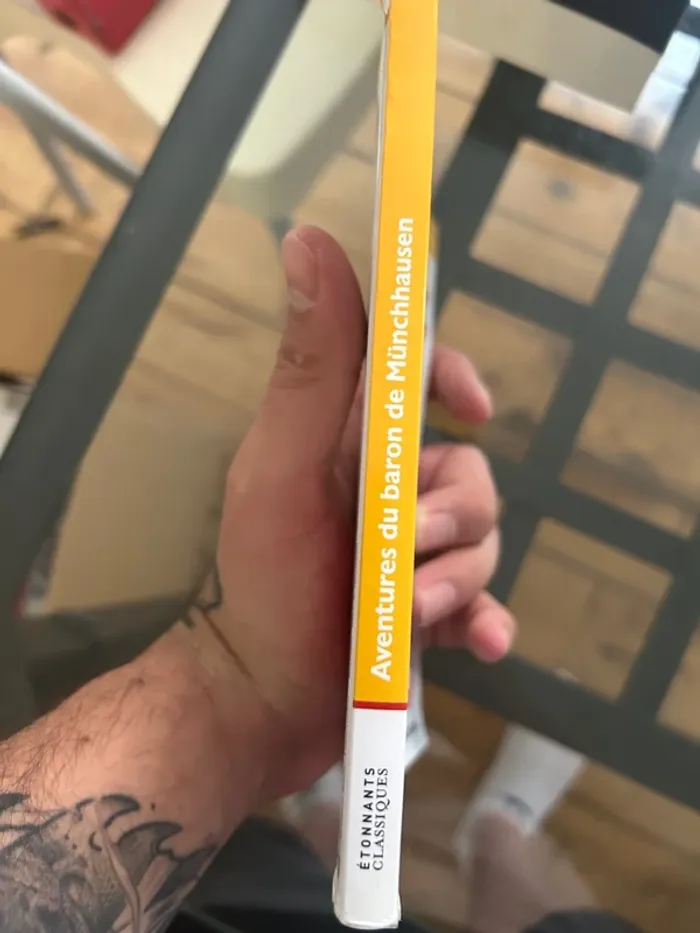 Aventures du baron de Münchhausen
ÉTONNANTS
CLASSIQUES